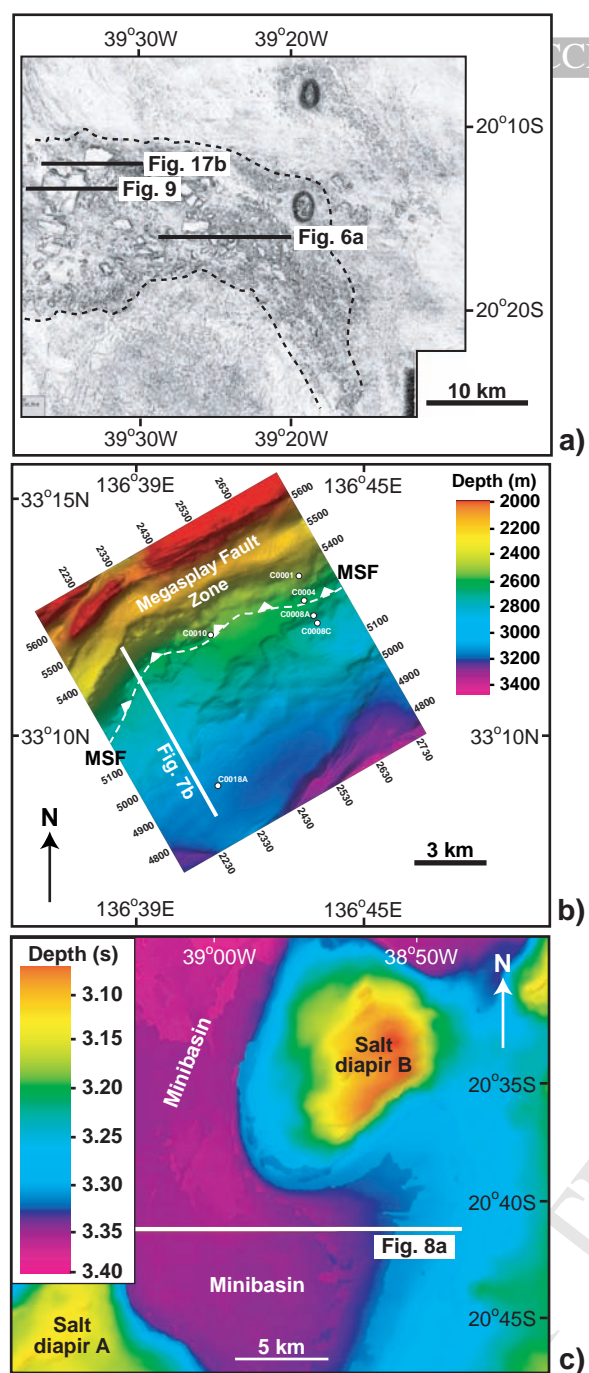 39°30W 39°20W
CCE
20°10S
Fig. 17b
Fig. 9
Fig. 6a
20°20S
10 km
39°30W 39°20W
a)
33°15N 136°39E 136°45E
Depth (m)
2000
2200
2400
2600
2800
3000
3200
3400
2230 2330 2430 2530 2630
5600 5500 5400
Megasplay Fault
Zone
C0001
MSF
C0004
C0008A
C0008C
C0010
5600 5500 5400
5100 5000 4900 4800
33°10N 33°10N
MSF
Fig. 7b
C0018A
5100 5000 4900 4800
2230 2330 2430 2530 2630 2730
N
3 km
136°39E 136°45E
b)
Depth (s)
3.10
3.15
3.20
3.25
3.30
3.35
3.40
39°00W 38°50W
N
Minibasin
Salt
diapir B
20°35S
20°40S
Fig. 8a
Minibasin
20°45S
Salt
diapir A
5 km
c)